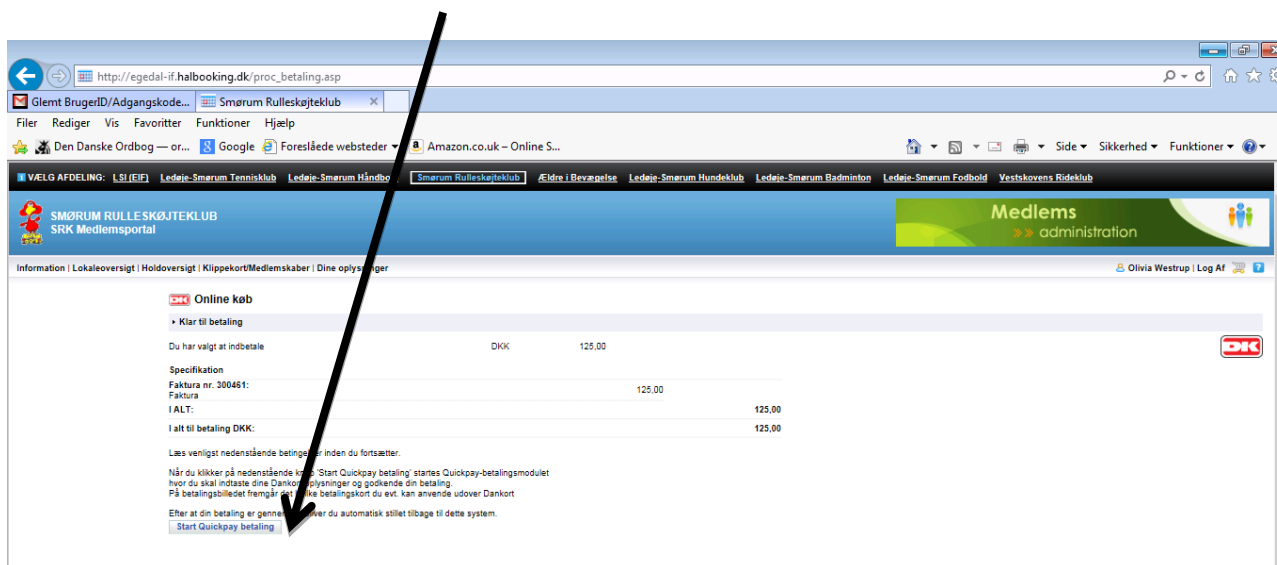 http://egedal-if.halbooking.dk/proc_betaling.asp
Glemt BrugerID/Adgangskode... Smørum Rulleskøjteklub
Filer Rediger Vis Favoritter Funktioner Hjælp
Den Danske Ordbog — or... Google Foreslåede websteder Amazon.co.uk – Online S... Side Sikkerhed Funktioner
VÆLG AFDELING: LSI (EIF) Ledøje-Smørum Tennisklub Ledøje-Smørum Smørum Rulleskøjteklub Ældre i Bevægelse Ledøje-Smørum Hundeklub Ledøje-Smørum Badminton Ledøje-Smørum Fodbold Vestskovens Rideklub
SMØRUM RULLESKØJTEKLUB
SRK Medlemsportal
Medlems
>> administration
Information | Lokaleoversigt | Holdoversigt | Klippekort/Medlemskaber | Dine Olivia Westrup | Log Af
DK Online køb
Klar til betaling
Du har valgt at indbetale DKK 125,00
DK
Specifikation
Faktura nr. 300461:
Faktura 125,00
I ALT: 125,00
I alt til betaling DKK: 125,00
Læs venligst nedenstående inden du fortsætter.
Når du klikker på nedenstående 'Start Quickpay betaling' startes Quickpay-betalingsmodulet
hvor du skal indtaste dine og godkende din betaling.
På betalingsbilledet fremgår det betalingskort du evt. kan anvende udover Dankort
Efter at din betaling er du automatisk stillet tilbage til dette system.
Start Quickpay betaling